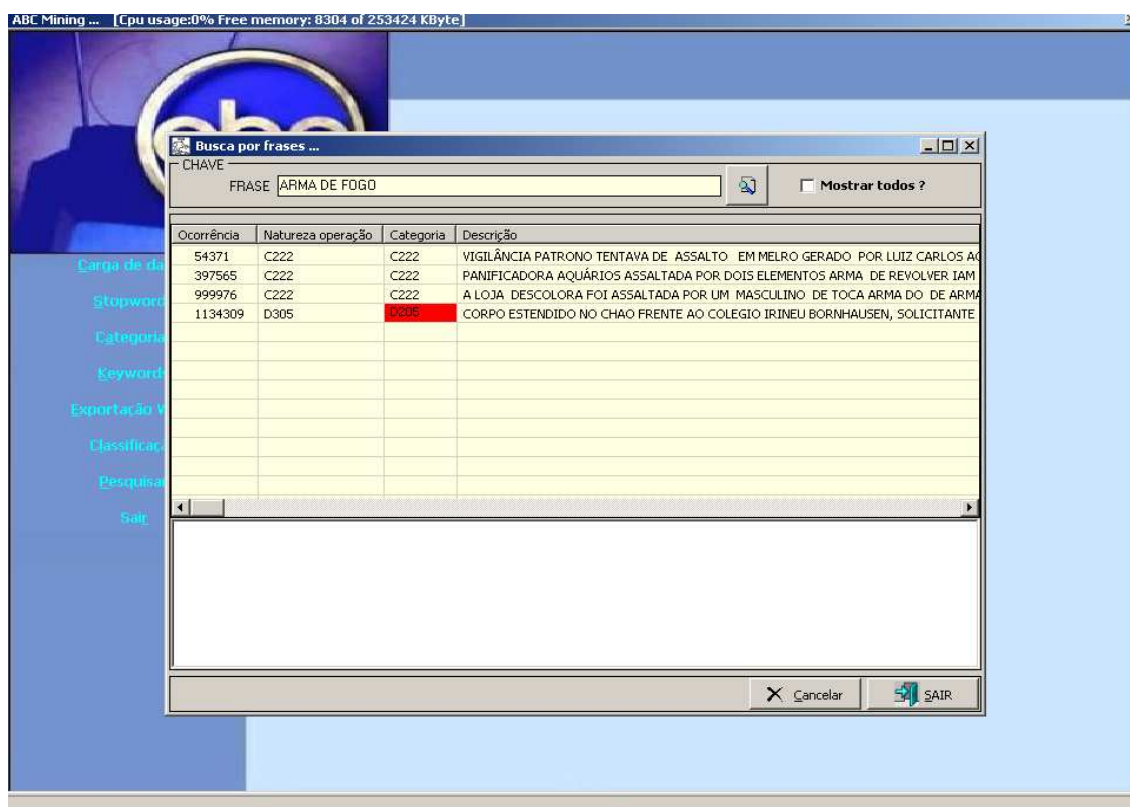 ABC Mining ... [Cpu usage:0% Free memory: 8304 of 253424 KByte]
abc
Busca por frases ...
CHAVE
FRASE ARMA DE FOGO
Mostrar todos ?
Ocorrência Natureza operação Categoria Descrição
54371 C222 C222 VIGILÂNCIA PATRONO TENTAVA DE ASSALTO EM MELRO GERADO POR LUIZ CARLOS
397565 C222 C222 PANIFICADORA AQUÁRIOS ASSALTADA POR DOIS ELEMENTOS ARMA DE REVOLVER IAM
999976 C222 C222 A LOJA DESCOLORA FOI ASSALTADA POR UM MASCULINO DE TOCA ARMA DO DE ARMA
1134309 D305 D205 CORPO ESTENDIDO NO CHAO FRENTE AO COLEGIO IRINEU BORNHAUSEN, SOLICITANTE
Carga de da
Stopword
Categoria
Keyword
Exportação
Classificaç
Pesquisa
Sair
Cancelar
SAIR